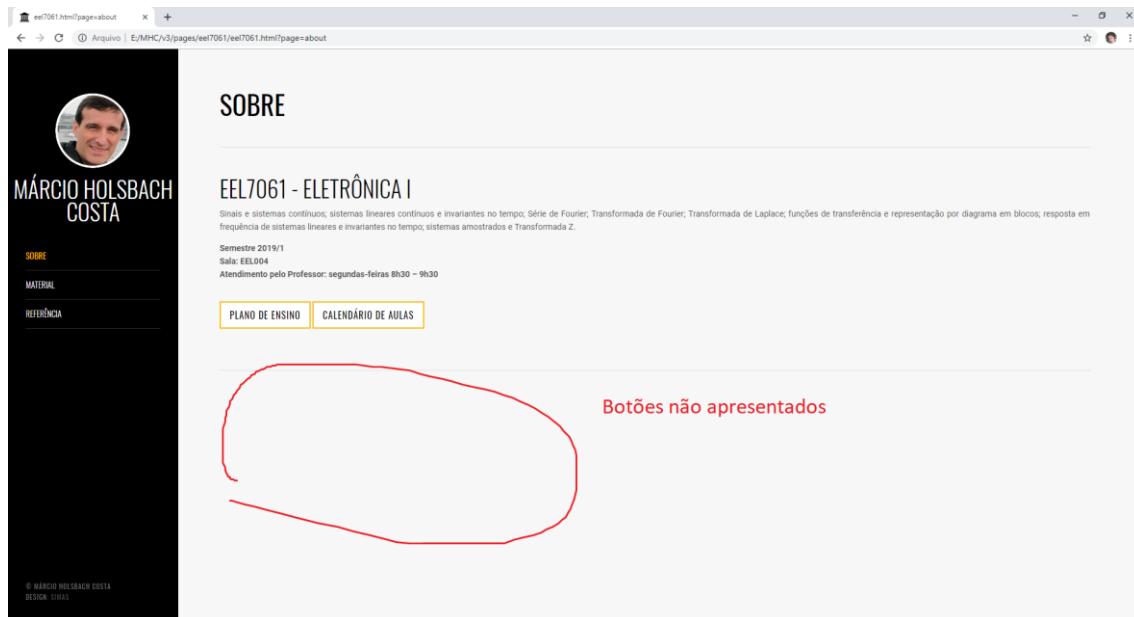 eel7061.html?page=about
Arquivo
E:/MHC/v3/pages/eel7061/eel7061.html?page=about
MÁRCIO HOLSBACH
COSTA
SOBRE
MATERIAL
REFERÊNCIA
© MÁRCIO HOLSBACH COSTA
DESIGN: SIMAS
SOBRE
EEL7061 - ELETRÔNICA I
Sinais e sistemas contínuos; sistemas lineares contínuos e invariantes no tempo; Série de Fourier; Transformada de Fourier; Transformada de Laplace; funções de transferência e representação por diagrama em blocos; resposta em
frequência de sistemas lineares e invariantes no tempo; sistemas amostrados e Transformada Z.
Semestre 2019/1
Sala: EEL004
Atendimento pelo Professor: segundas-feiras 8h30 – 9h30
PLANO DE ENSINO
CALENDÁRIO DE AULAS
Botões não apresentados